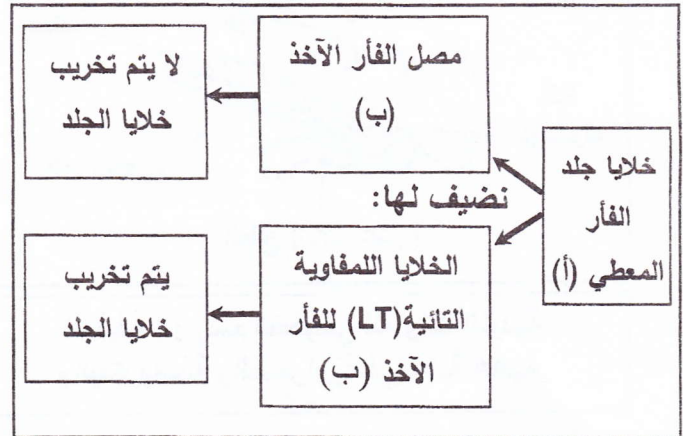 خلايا جلد
الفأر
المعطي (أ)
نضيف لها:
مصل الفأر الآخذ
(ب)
لا يتم تخريب
خلايا الجلد
الخلايا اللمفاوية
التائية(LT) للفأر
الآخذ (ب)
يتم تخريب
خلايا الجلد